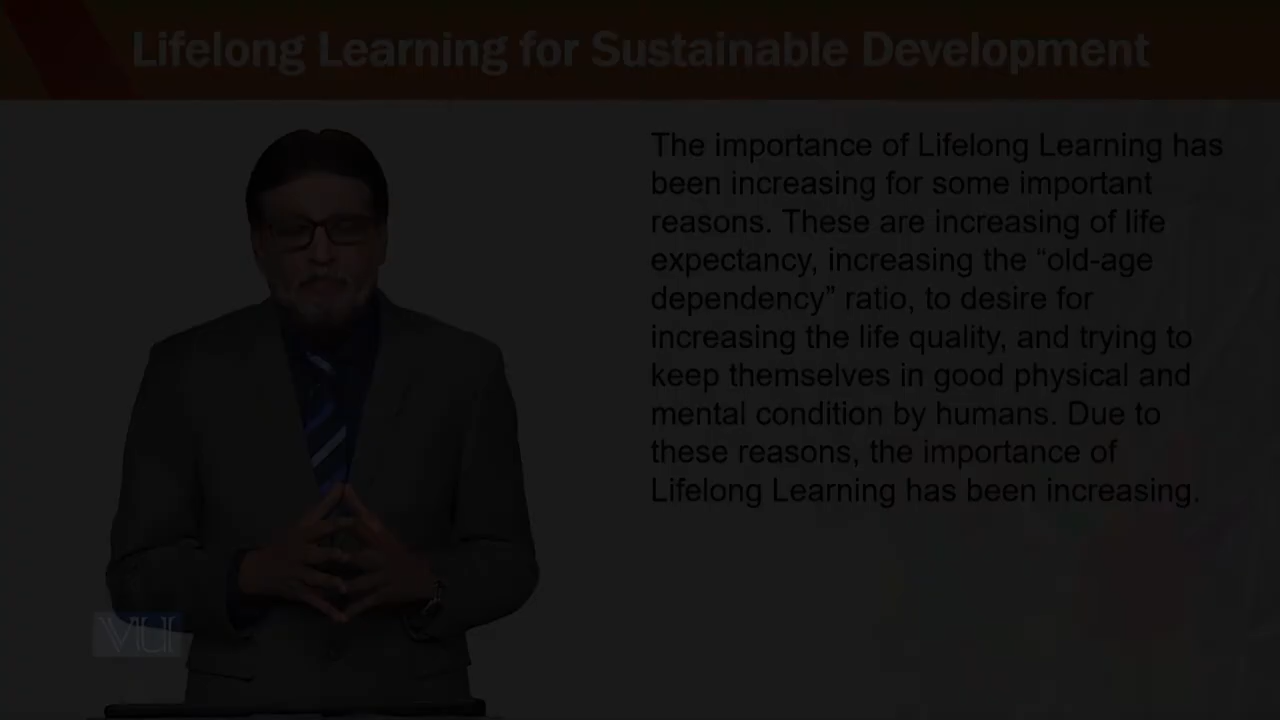 Lifelong Learning for Sustainable Development
The importance of Lifelong Learning has
been increasing for some important
reasons. These are increasing of life
expectancy, increasing the “old-age
dependency” ratio, to desire for
increasing the life quality, and trying to
keep themselves in good physical and
mental condition by humans. Due to
these reasons, the importance of
Lifelong Learning has been increasing.
VU